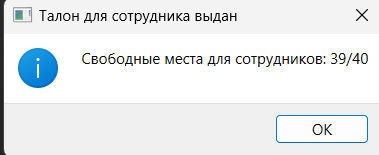 Талон для сотрудника выдан
Свободные места для сотрудников: 39/40
OK